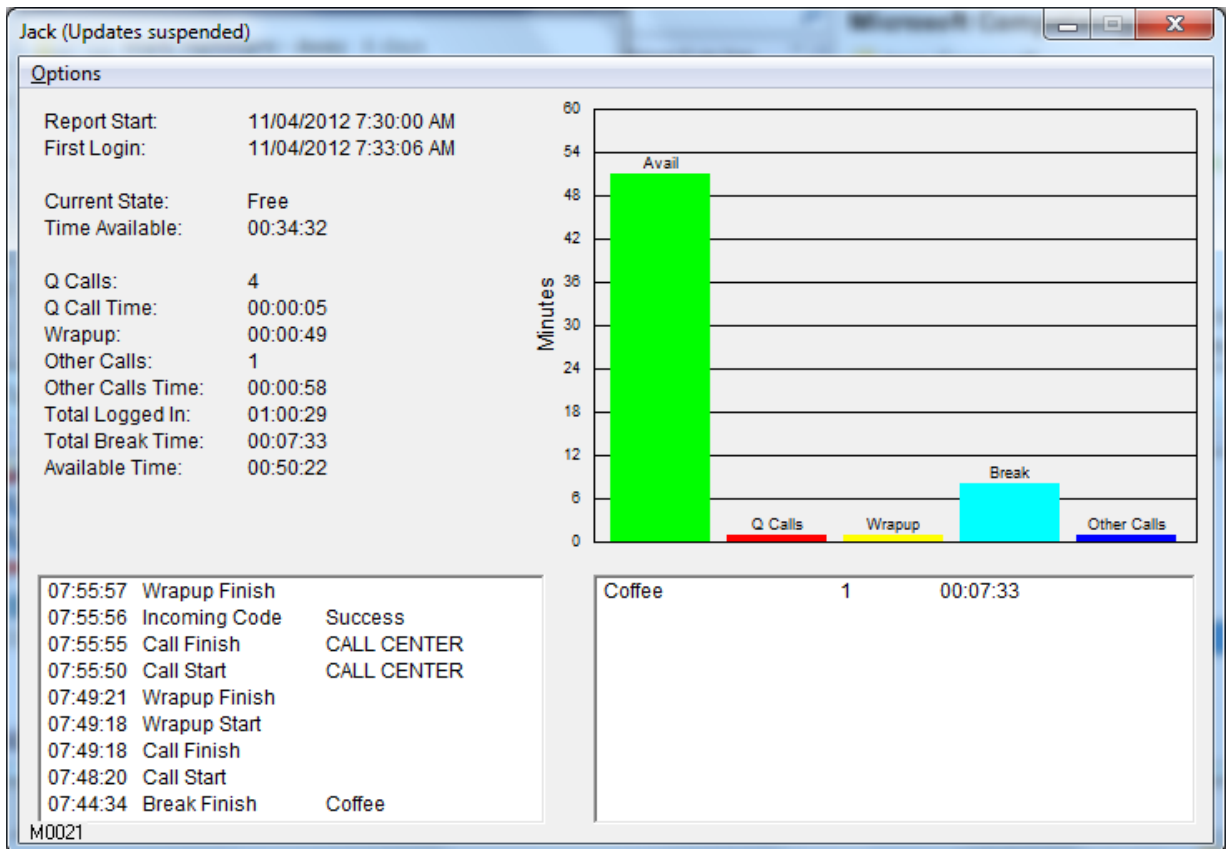 Jack (Updates suspended)
Options
Report Start: 11/04/2012 7:30:00 AM
First Login: 11/04/2012 7:33:06 AM
Current State: Free
Time Available: 00:34:32
Q Calls: 4
Q Call Time: 00:00:05
Wrapup: 00:00:49
Other Calls: 1
Other Calls Time: 00:00:58
Total Logged In: 01:00:29
Total Break Time: 00:07:33
Available Time: 00:50:22
Minutes
60
54
48
42
36
30
24
18
12
6
0
Avail
Q Calls
Wrapup
Break
Other Calls
07:55:57 Wrapup Finish
07:55:56 Incoming Code Success
07:55:55 Call Finish CALL CENTER
07:55:50 Call Start CALL CENTER
07:49:21 Wrapup Finish
07:49:18 Wrapup Start
07:49:18 Call Finish
07:48:20 Call Start
07:44:34 Break Finish Coffee
Coffee 1 00:07:33
M0021